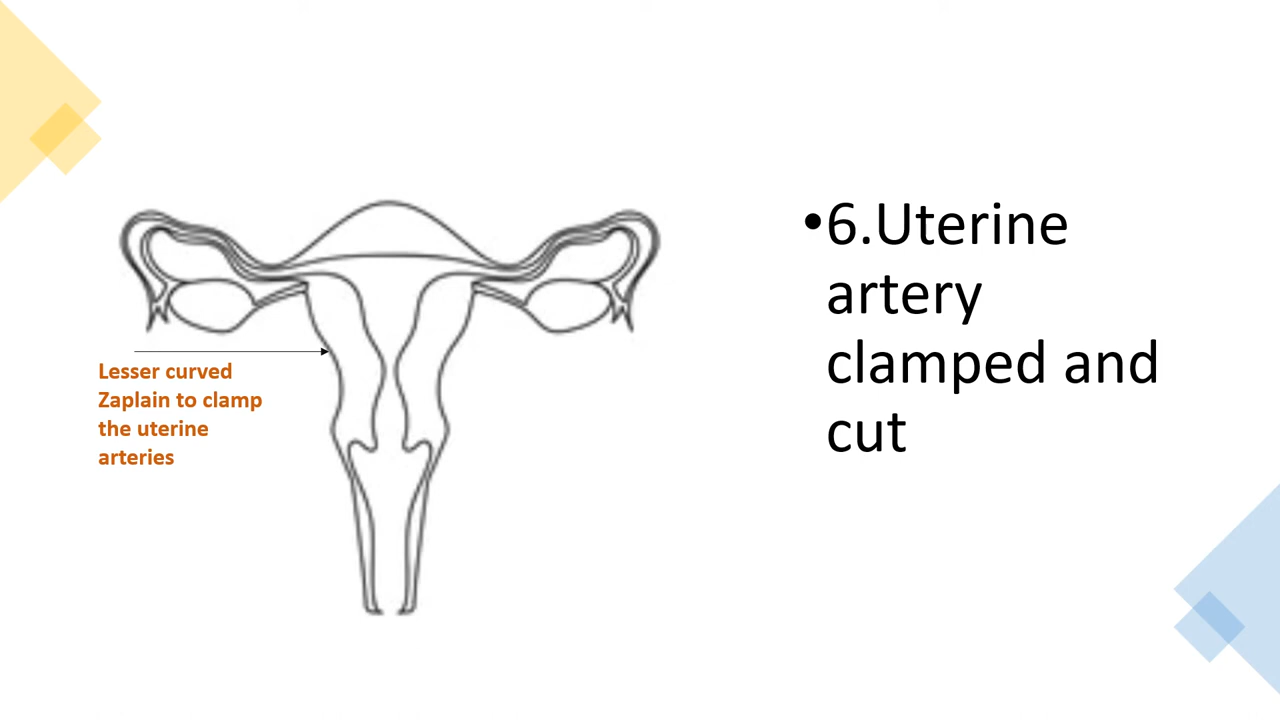 Lesser curved
Zaplain to clamp
the uterine
arteries
•6.Uterine
artery
clamped and
cut